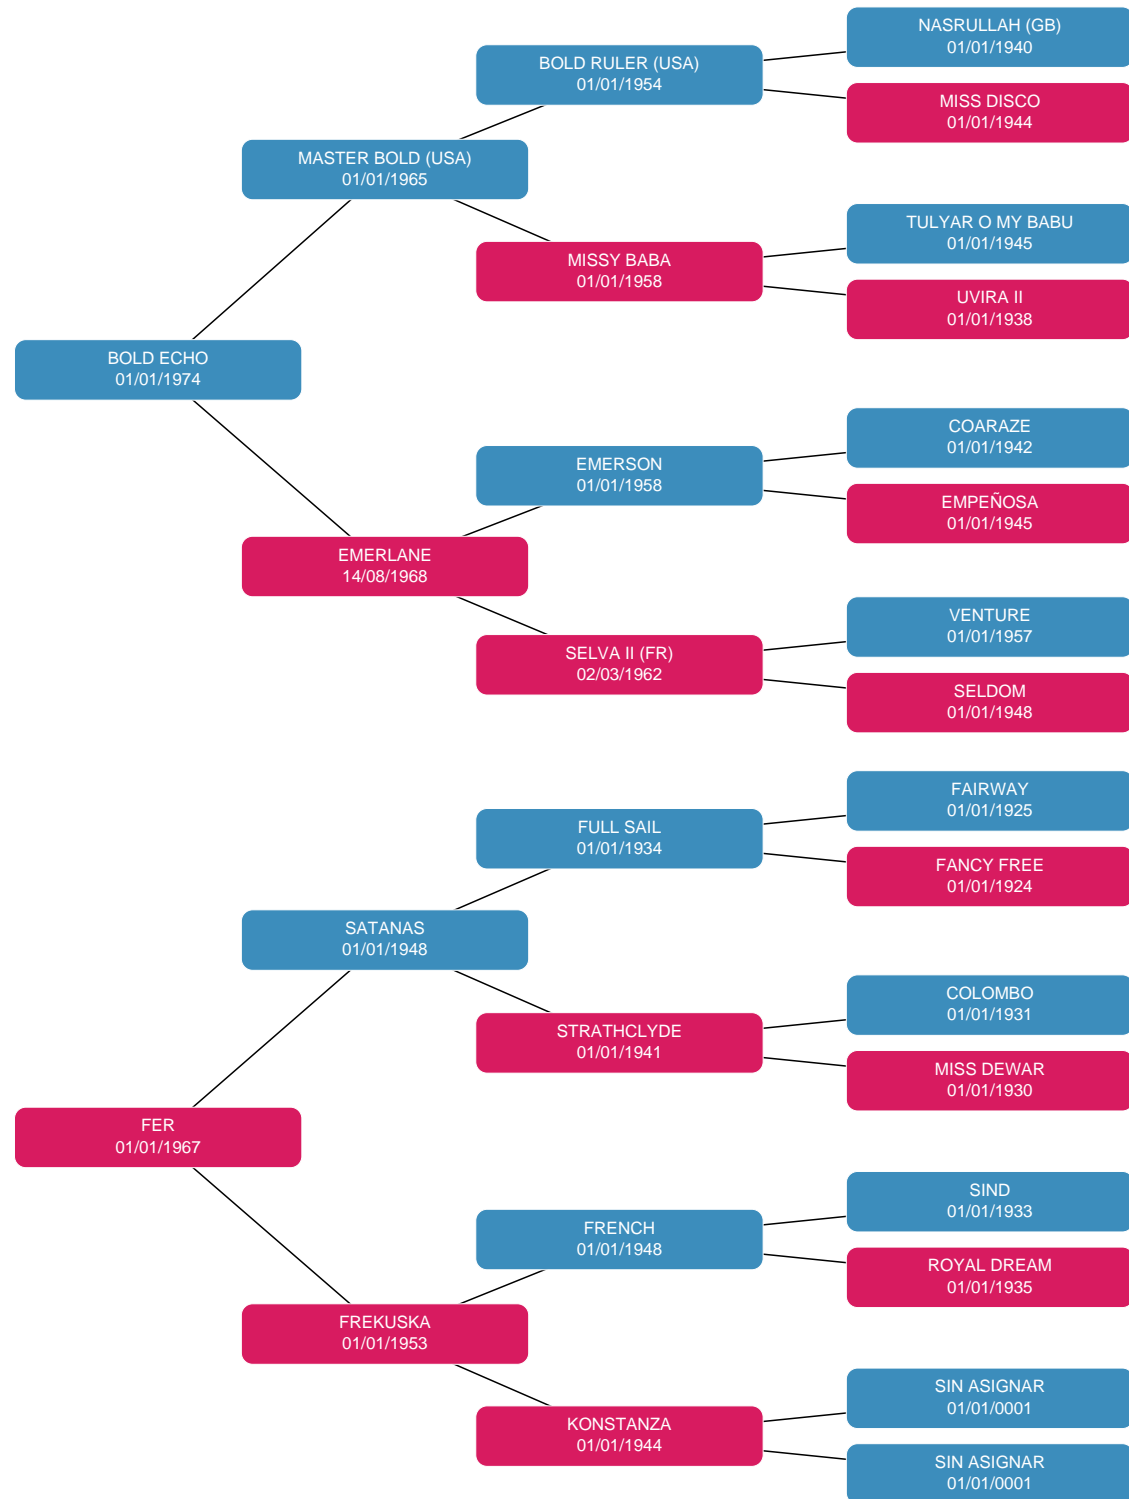 NASRULLAH (GB)
01/01/1940
BOLD RULER (USA)
01/01/1954
MISS DISCO
01/01/1944
MASTER BOLD (USA)
01/01/1965
TULYAR O MY BABU
01/01/1945
MISSY BABA
01/01/1958
UVIRA II
01/01/1938
BOLD ECHO
01/01/1974
COARAZE
01/01/1942
EMERSON
01/01/1958
EMPEÑOSA
01/01/1945
EMERLANE
14/08/1968
VENTURE
01/01/1957
SELVA II (FR)
02/03/1962
SELDOM
01/01/1948
FAIRWAY
01/01/1925
FULL SAIL
01/01/1934
FANCY FREE
01/01/1924
SATANAS
01/01/1948
COLOMBO
01/01/1931
STRATHCLYDE
01/01/1941
MISS DEWAR
01/01/1930
FER
01/01/1967
SIND
01/01/1933
FRENCH
01/01/1948
ROYAL DREAM
01/01/1935
FREKUSKA
01/01/1953
SIN ASIGNAR
01/01/0001
KONSTANZA
01/01/1944
SIN ASIGNAR
01/01/0001